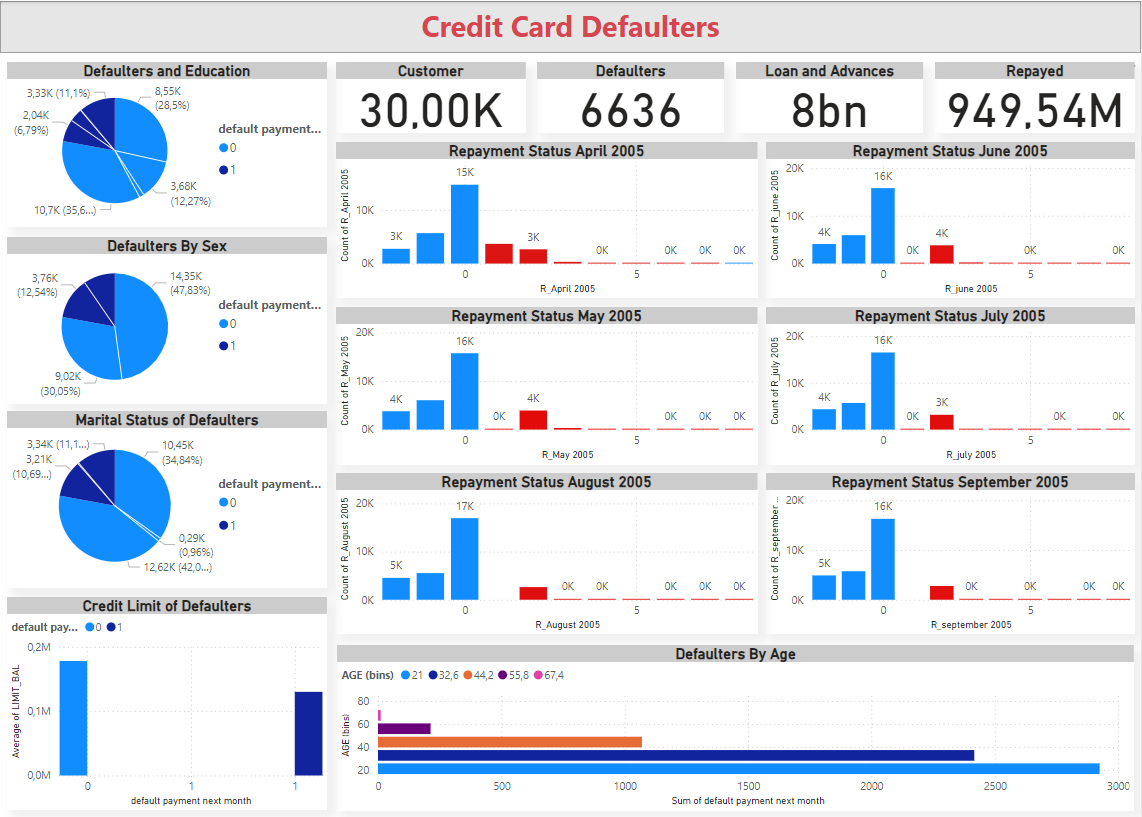 Credit Card Defaulters
Defaulters and Education
3,33K (11,1%)
8,55K
(28,5%)
2,04K
(6,79%)
3,68K
(12,27%)
10,7K (35,6...)
default payment...
0
1
Defaulters By Sex
3,76K
(12,54%)
14,35K
(47,83%)
9,02K
(30,05%)
default payment...
0
1
Marital Status of Defaulters
3,34K (11,1...)
3,21K
(10,69...)
10,45K
(34,84%)
0,29K
(0,96%)
12,62K (42,0...)
default payment...
0
1
Credit Limit of Defaulters
default pay... 0 1
Average of LIMIT_BAL
0,2M
0,1M
0,0M
0 1 1
default payment next month
Customer
30,00K
Defaulters
6636
Loan and Advances
8bn
Repayed
949,54M
Repayment Status April 2005
Count of R_April 2005
10K
0K
3K 15K 3K 0K 0K 0K 0K
0 5
R_April 2005
Repayment Status June 2005
Count of R_june 2005
20K
10K
0K
4K 16K 0K 4K 0K 0K
0 5
R_june 2005
Repayment Status May 2005
Count of R_May 2005
20K
10K
0K
4K 16K 0K 4K 0K 0K 0K
0 5
R_May 2005
Repayment Status July 2005
Count of R_july 2005
20K
10K
0K
4K 16K 0K 3K 0K 0K
0 5
R_july 2005
Repayment Status August 2005
Count of R_August 2005
20K
10K
0K
5K 17K 0K 0K 0K 0K 0K
0 5
R_August 2005
Repayment Status September 2005
Count of R_september ...
20K
10K
0K
5K 16K 0K 0K 0K 0K
0 5
R_september 2005
Defaulters By Age
AGE (bins) 21 32,6 44,2 55,8 67,4
AGE (bins)
80
60
40
20
0 500 1000 1500 2000 2500 3000
Sum of default payment next month